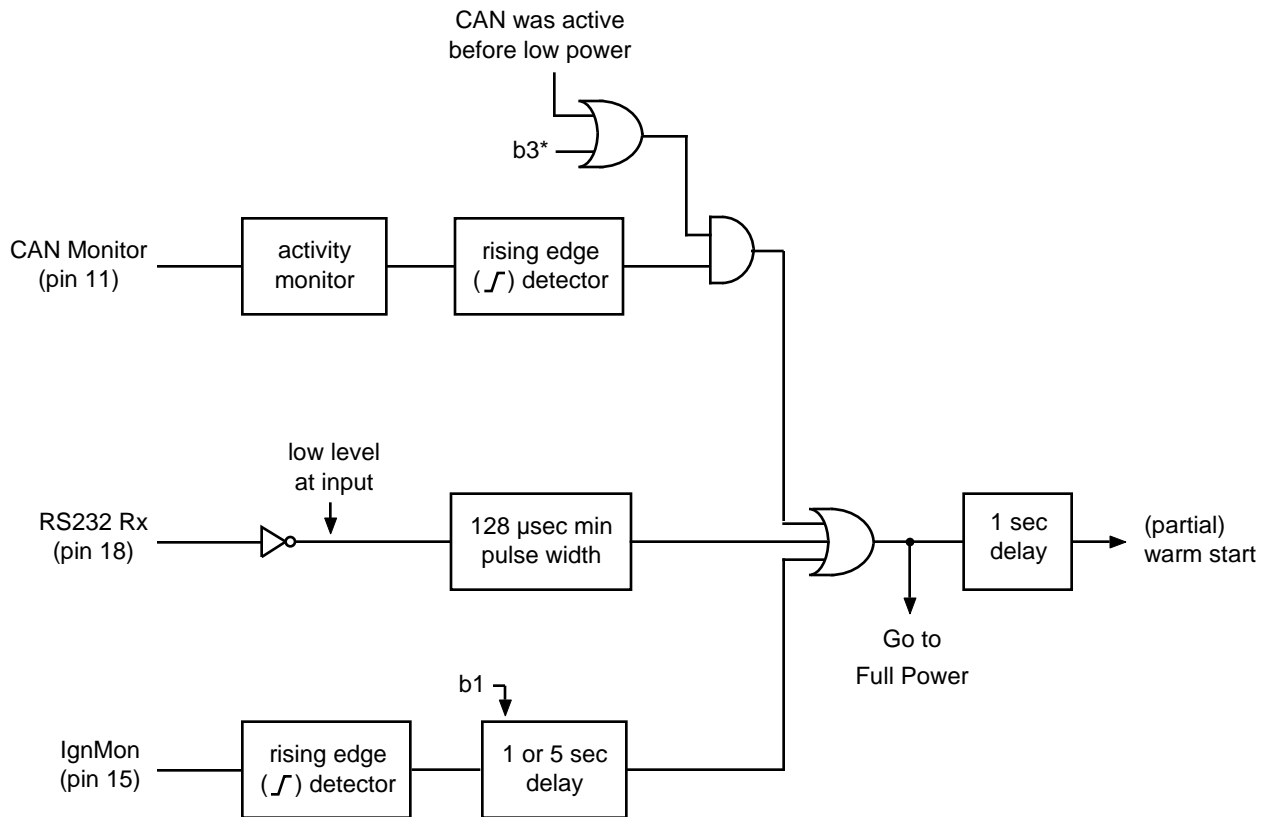 CAN was active
before low power
b3*
CAN Monitor
(pin 11)
activity
monitor
rising edge
( ) detector
low level
at input
RS232 Rx
(pin 18)
128 µsec min
pulse width
1 sec
delay
(partial)
warm start
Go to
Full Power
b1
IgnMon
(pin 15)
rising edge
( ) detector
1 or 5 sec
delay